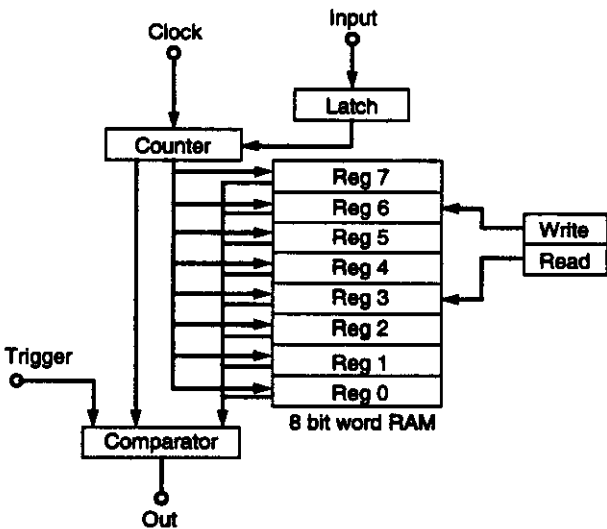 Input
Clock
Latch
Counter
Reg 7
Reg 6
Write
Reg 5
Read
Reg 4
Reg 3
Reg 2
Trigger
Reg 1
Reg 0
8 bit word RAM
Comparator
Out